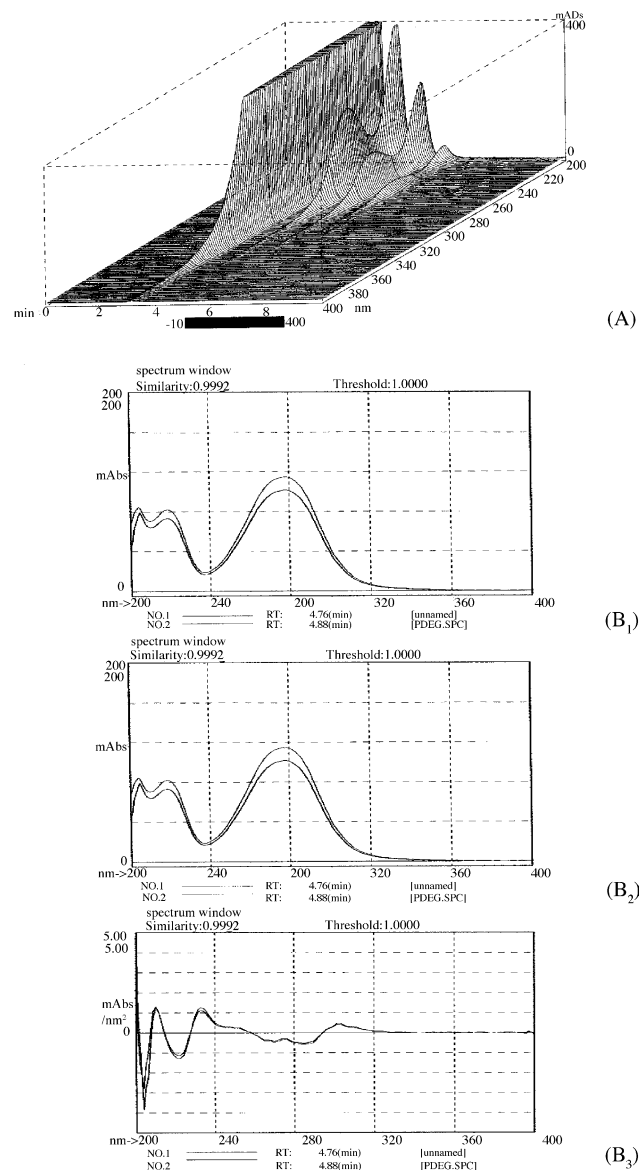 mADs
400
0
200
220
240
260
280
300
320
340
360
380
400 nm
min 0 2 4 6 8
-10 400
(A)
spectrum window
Similarity:0.9992 Threshold:1.0000
200
200
mAbs
0
nm->200 240 200 320 360 400
NO.1 RT: 4.76(min) [unnamed]
NO.2 RT: 4.88(min) [PDEG.SPC]
(B1)
spectrum window
Similarity:0.9992 Threshold:1.0000
200
200
mAbs
0
nm->200 240 200 320 360 400
NO.1 RT: 4.76(min) [unnamed]
NO.2 RT: 4.88(min) [PDEG.SPC]
(B2)
spectrum window
Similarity:0.9992 Threshold:1.0000
5.00
5.00
mAbs
/nm2
0
nm->200 240 280 320 360 400
NO.1 RT: 4.76(min) [unnamed]
NO.2 RT: 4.88(min) [PDEG.SPC]
(B3)